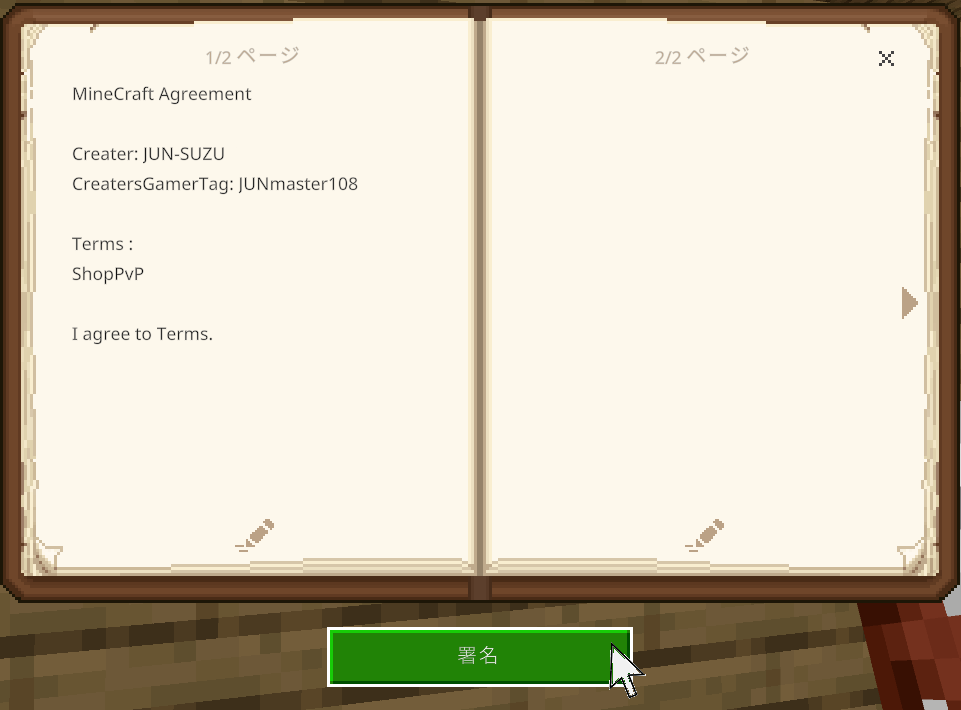 1/2 ページ
MineCraft Agreement
Creater: JUN-SUZU
CreatersGamerTag: JUNmaster108
Terms :
ShopPvP
I agree to Terms.
2/2 ページ
署名